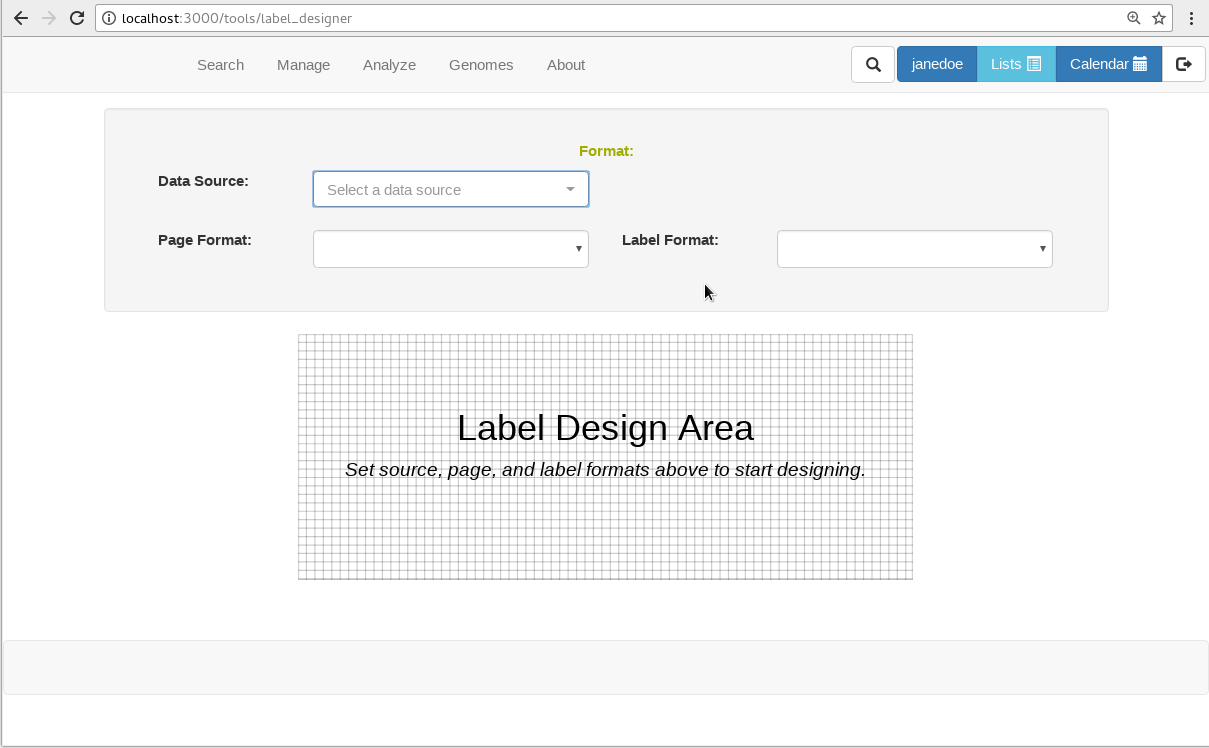 localhost:3000/tools/label_designer
Search Manage Analyze Genomes About janedoe Lists Calendar
Format:
Data Source: Select a data source
Page Format: Label Format:
Label Design Area
Set source, page, and label formats above to start designing.